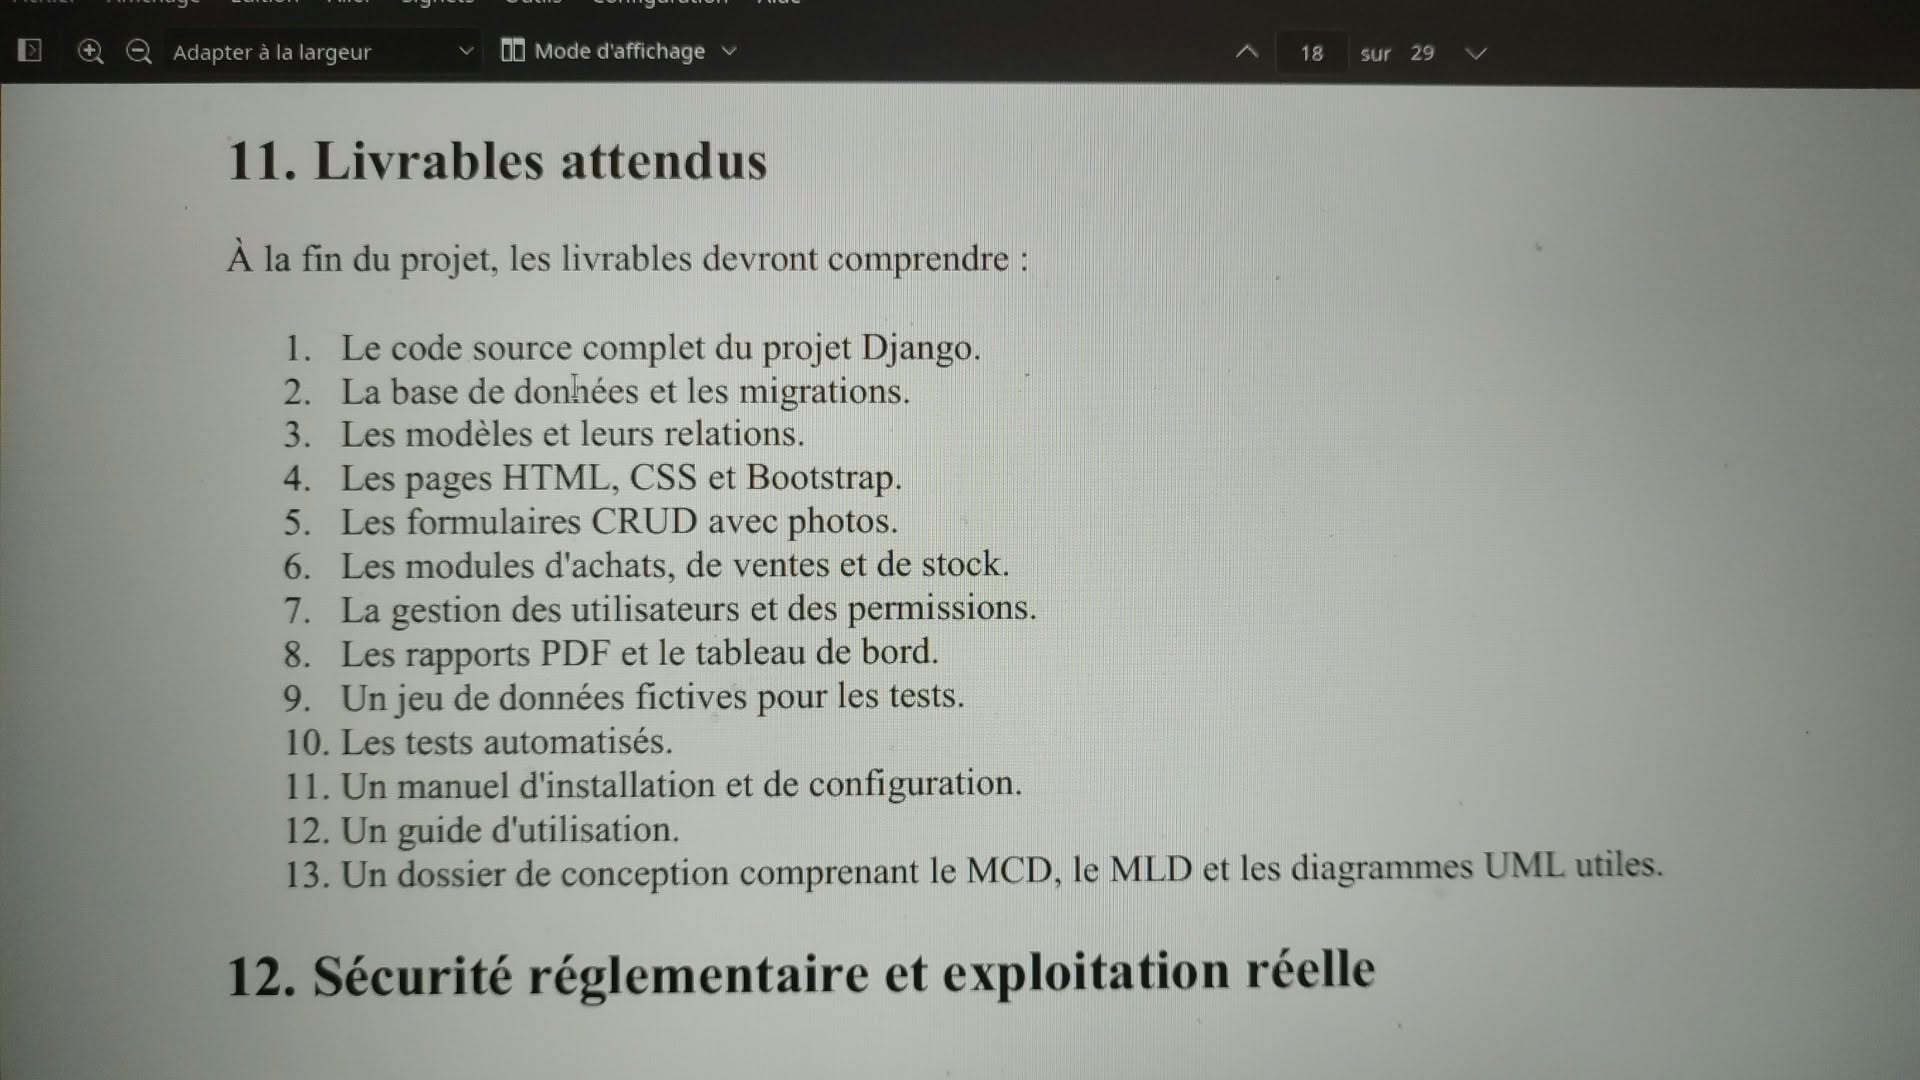 Adapter à la largeur
Mode d'affichage
18 sur 29
11. Livrables attendus
À la fin du projet, les livrables devront comprendre :
1. Le code source complet du projet Django.
2. La base de données et les migrations.
3. Les modèles et leurs relations.
4. Les pages HTML, CSS et Bootstrap.
5. Les formulaires CRUD avec photos.
6. Les modules d'achats, de ventes et de stock.
7. La gestion des utilisateurs et des permissions.
8. Les rapports PDF et le tableau de bord.
9. Un jeu de données fictives pour les tests.
10. Les tests automatisés.
11. Un manuel d'installation et de configuration.
12. Un guide d'utilisation.
13. Un dossier de conception comprenant le MCD, le MLD et les diagrammes UML utiles.
12. Sécurité réglementaire et exploitation réelle